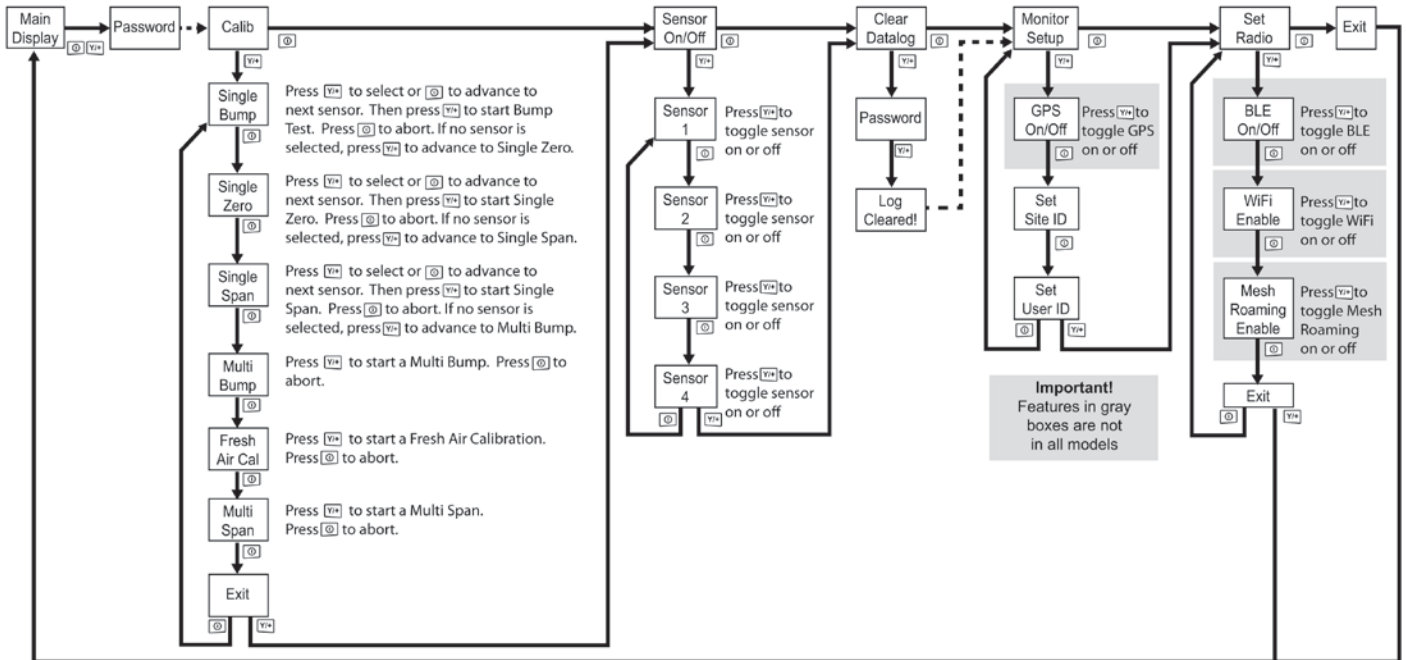 Main
Display
Y/+
Password
Calib
Y/+
Single
Bump
Press Y/+ to select or to advance to
next sensor. Then press Y/+ to start Bump
Test. Press to abort. If no sensor is
selected, press Y/+ to advance to Single Zero.
Single
Zero
Press Y/+ to select or to advance to
next sensor. Then press Y/+ to start Single
Zero. Press to abort. If no sensor is
selected, press Y/+ to advance to Single Span.
Single
Span
Press Y/+ to select or to advance to
next sensor. Then press Y/+ to start Single
Span. Press to abort. If no sensor is
selected, press Y/+ to advance to Multi Bump.
Multi
Bump
Press Y/+ to start a Multi Bump. Press to
abort.
Fresh
Air Cal
Press Y/+ to start a Fresh Air Calibration.
Press to abort.
Multi
Span
Press Y/+ to start a Multi Span.
Press to abort.
Exit
Y/+
Sensor
On/Off
Y/+
Sensor
1
Press Y/+ to
toggle sensor
on or off
Sensor
2
Press Y/+ to
toggle sensor
on or off
Sensor
3
Press Y/+ to
toggle sensor
on or off
Sensor
4
Press Y/+ to
toggle sensor
on or off
Y/+
Clear
Datalog
Y/+
Password
Y/+
Log
Cleared!
Monitor
Setup
Y/+
GPS
On/Off
Press Y/+ to
toggle GPS
on or off
Set
Site ID
Set
User ID
Y/+
Important!
Features in gray
boxes are not
in all models
Set
Radio
Y/+
BLE
On/Off
Press Y/+ to
toggle BLE
on or off
WiFi
Enable
Press Y/+ to
toggle WiFi
on or off
Mesh
Roaming
Enable
Press Y/+ to
toggle Mesh
Roaming
on or off
Exit
Y/+
Exit